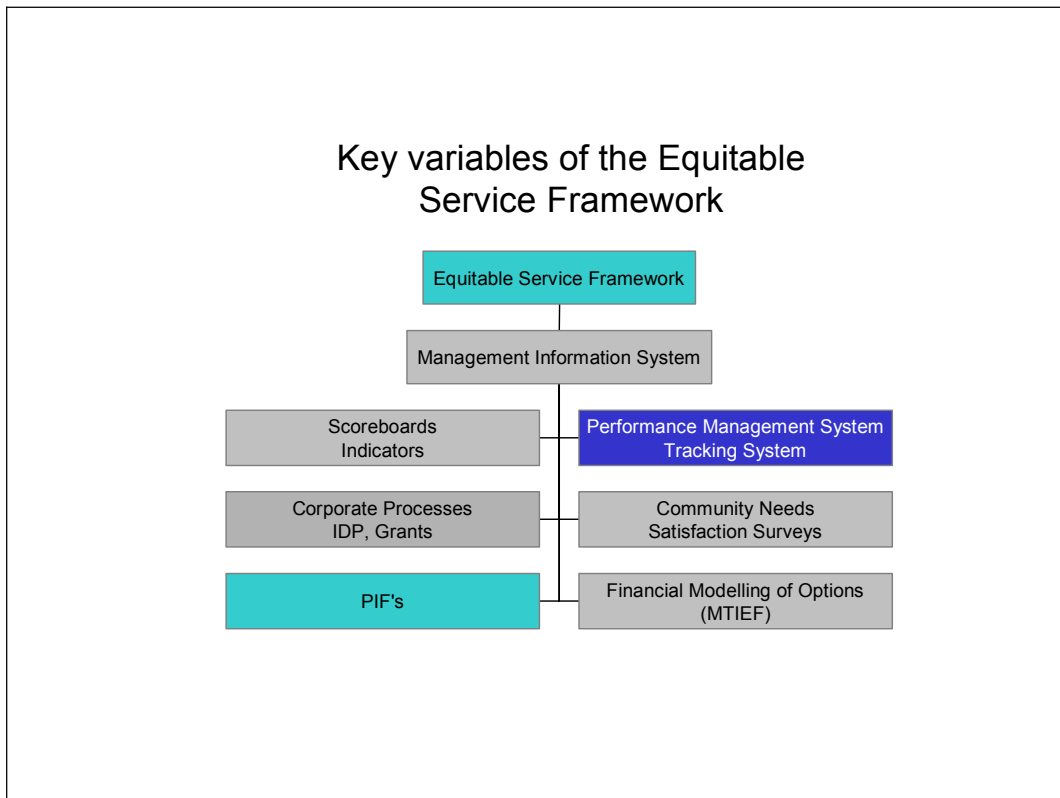 Key variables of the Equitable
Service Framework
Equitable Service Framework
Management Information System
Scoreboards
Indicators
Performance Management System
Tracking System
Corporate Processes
IDP, Grants
Community Needs
Satisfaction Surveys
PIF's
Financial Modelling of Options
(MTIEF)